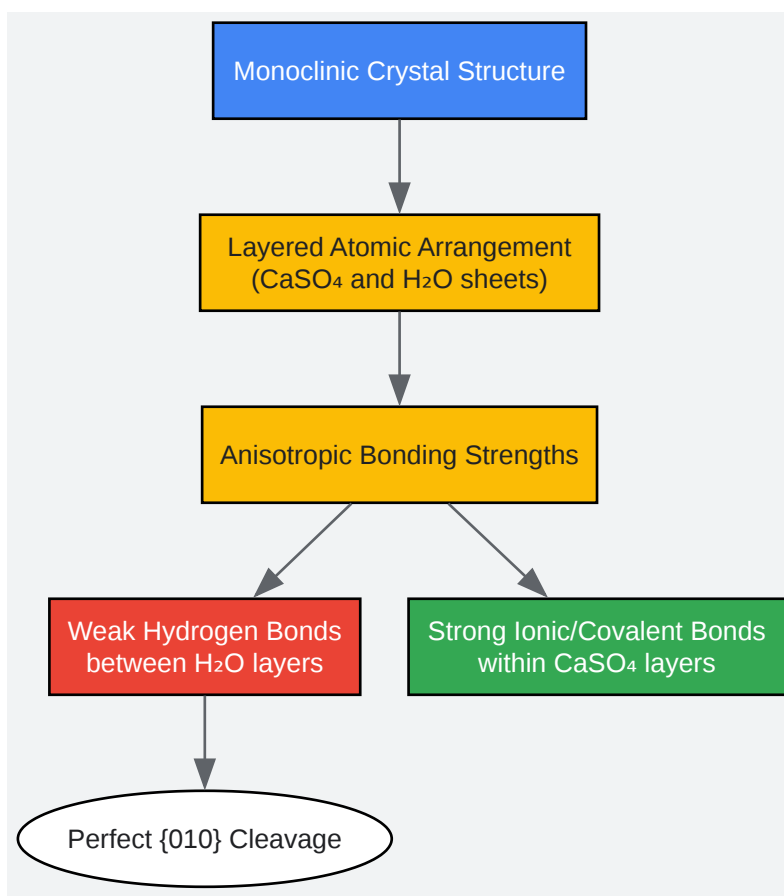 Monoclinic Crystal Structure
Layered Atomic Arrangement
(CaSO₄ and H₂O sheets)
Anisotropic Bonding Strengths
Weak Hydrogen Bonds
between H₂O layers
Strong Ionic/Covalent Bonds
within CaSO₄ layers
Perfect {010} Cleavage